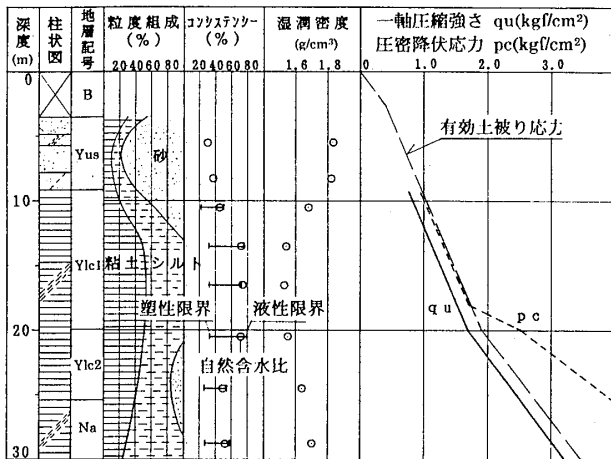 深度
(m)
柱状図
地層記号
粒度組成
(%)
20 40 60 80
コンシステンシー
(%)
20 40 60 80
湿潤密度
(g/cm³)
1.6 1.8
一軸圧縮強さ qu(kgf/cm²)
圧密降伏応力 pc(kgf/cm²)
0 1.0 2.0 3.0
0
B
有効土被り応力
Yus
砂
10
Ylc1
粘土
シルト
塑性限界
液性限界
qu
pc
20
Ylc2
自然含水比
Na
30